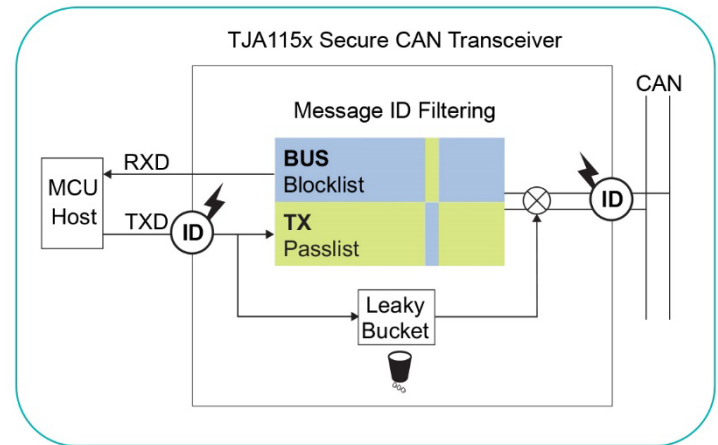 TJA115x Secure CAN Transceiver
CAN
Message ID Filtering
RXD
BUS
Blocklist
MCU
Host
TXD
ID
TX
Passlist
ID
Leaky
Bucket